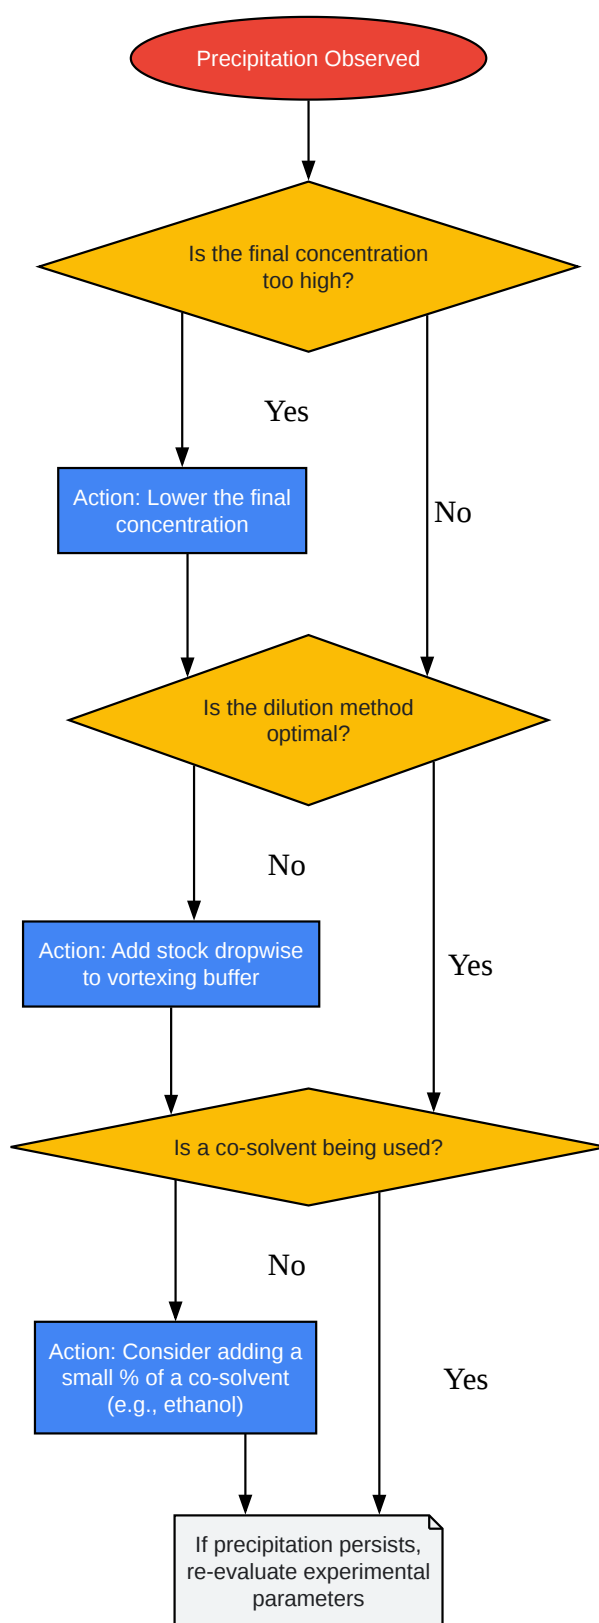 Precipitation Observed
Is the final concentration
too high?
Yes
Action: Lower the final
concentration
No
Is the dilution method
optimal?
No
Action: Add stock dropwise
to vortexing buffer
Yes
Is a co-solvent being used?
No
Action: Consider adding a
small % of a co-solvent
(e.g., ethanol)
Yes
If precipitation persists,
re-evaluate experimental
parameters